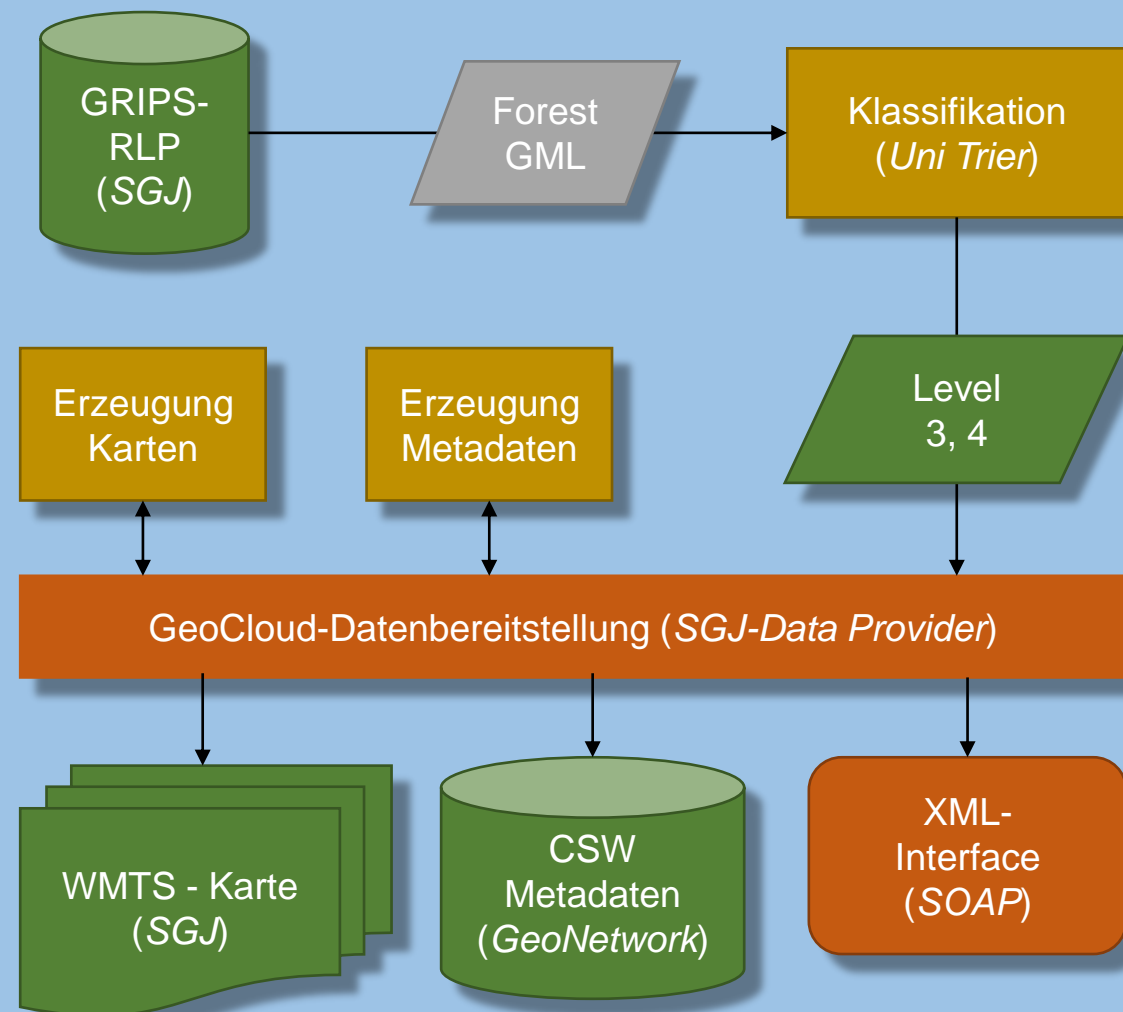 GRIPS-
RLP
(SGJ)
Forest
GML
Klassifikation
(Uni Trier)
Erzeugung
Karten
Erzeugung
Metadaten
Level
3, 4
GeoCloud-Datenbereitstellung (SGJ-Data Provider)
WMTS - Karte
(SGJ)
CSW
Metadaten
(GeoNetwork)
XML-
Interface
(SOAP)